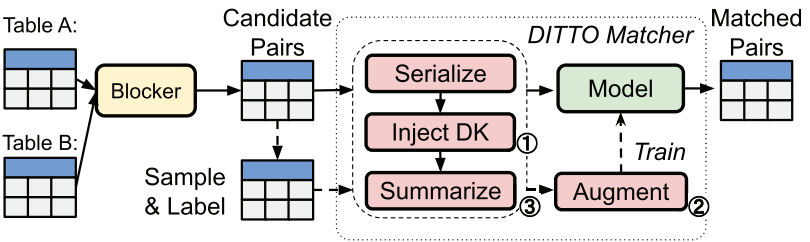 Table A:
Table B:
Blocker
Candidate
Pairs
Sample
& Label
DITTO Matcher
Serialize
Inject DK
①
Summarize
③
Model
Train
Augment
②
Matched
Pairs